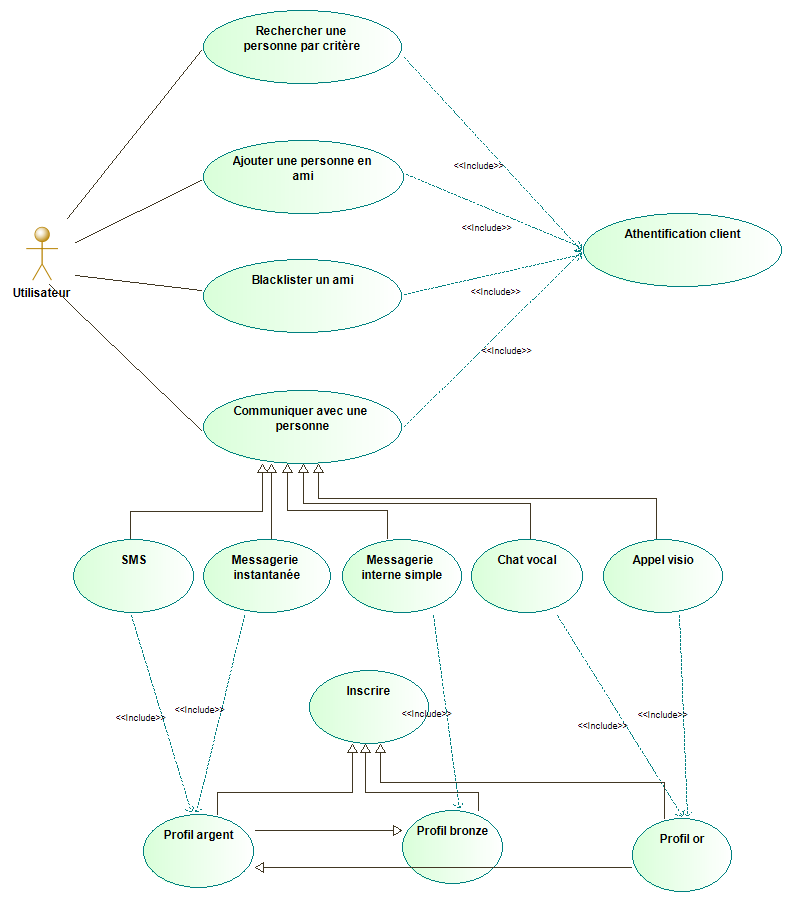 Rechercher une
personne par critère
<<Include>>
Ajouter une personne en
ami
<<Include>>
Athentification client
Utilisateur
Blacklister un ami
<<Include>>
<<Include>>
Communiquer avec une
personne
SMS
Messagerie
instantanée
Messagerie
interne simple
Chat vocal
Appel visio
Inscrire
<<Include>>
<<Include>>
<<Include>>
<<Include>>
<<Include>>
Profil argent
Profil bronze
Profil or